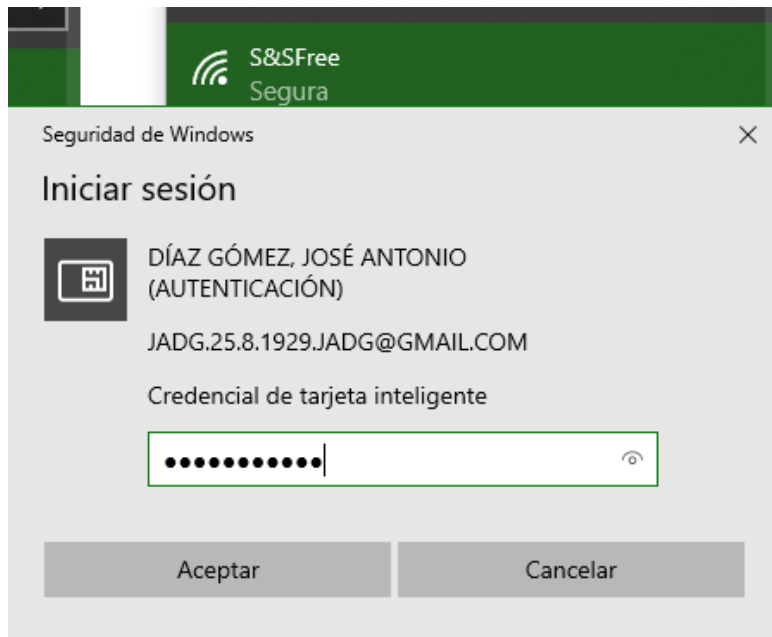 S&SFree
Segura
Seguridad de Windows
Iniciar sesión
DÍAZ GÓMEZ, JOSÉ ANTONIO
(AUTENTICACIÓN)
JADG.25.8.1929.JADG@GMAIL.COM
Credencial de tarjeta inteligente
●●●●●●●●●●●
Aceptar
Cancelar